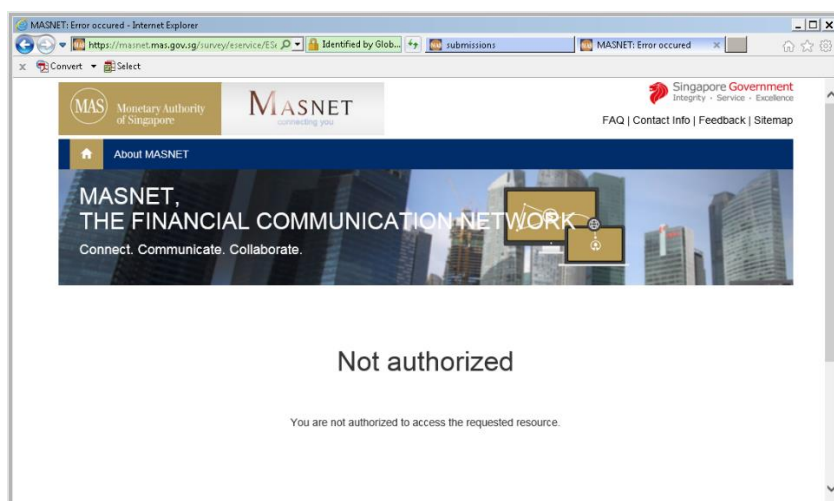 MASNET: Error occured - Internet Explorer
https://masnet.mas.gov.sg/survey/eservice/ESe
Identified by Glob...
submissions
MASNET: Error occured
x Convert Select
MAS Monetary Authority
of Singapore
MASNET
connecting you
Singapore Government
Integrity · Service · Excellence
FAQ | Contact Info | Feedback | Sitemap
About MASNET
MASNET,
THE FINANCIAL COMMUNICATION NETWORK
Connect. Communicate. Collaborate.
Not authorized
You are not authorized to access the requested resource.